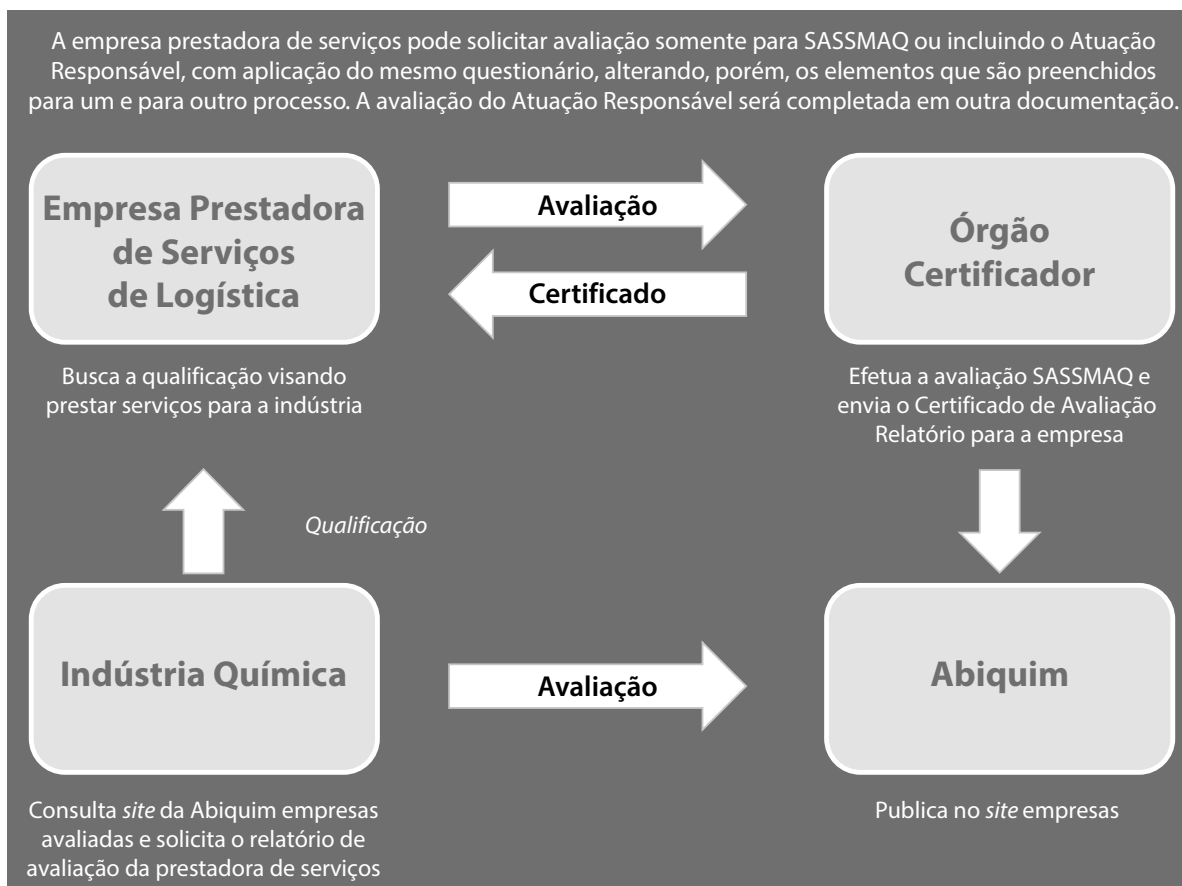 A empresa prestadora de serviços pode solicitar avaliação somente para SASSMAQ ou incluindo o Atuação
Responsável, com aplicação do mesmo questionário, alterando, porém, os elementos que são preenchidos
para um e para outro processo. A avaliação do Atuação Responsável será completada em outra documentação.
Empresa Prestadora
de Serviços
de Logística
Avaliação
Certificado
Órgão
Certificador
Busca a qualificação visando
prestar serviços para a indústria
Efetua a avaliação SASSMAQ e
envia o Certificado de Avaliação
Relatório para a empresa
Qualificação
Indústria Química
Avaliação
Abiquim
Consulta site da Abiquim empresas
avaliadas e solicita o relatório de
avaliação da prestadora de serviços
Publica no site empresas